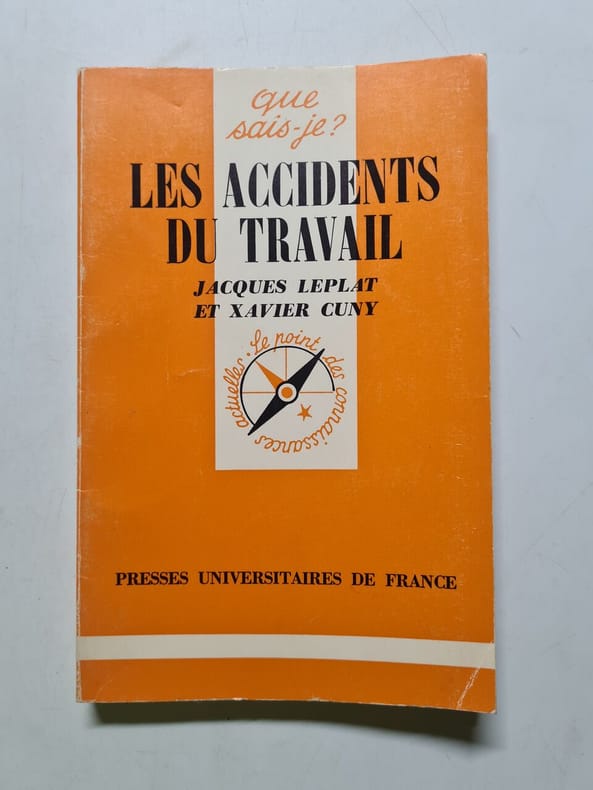 que
sais-je?
LES ACCIDENTS
DU TRAVAIL
JACQUES LEPLAT
ET XAVIER CUNY
Le point des connaissances actuelles.
PRESSES UNIVERSITAIRES DE FRANCE